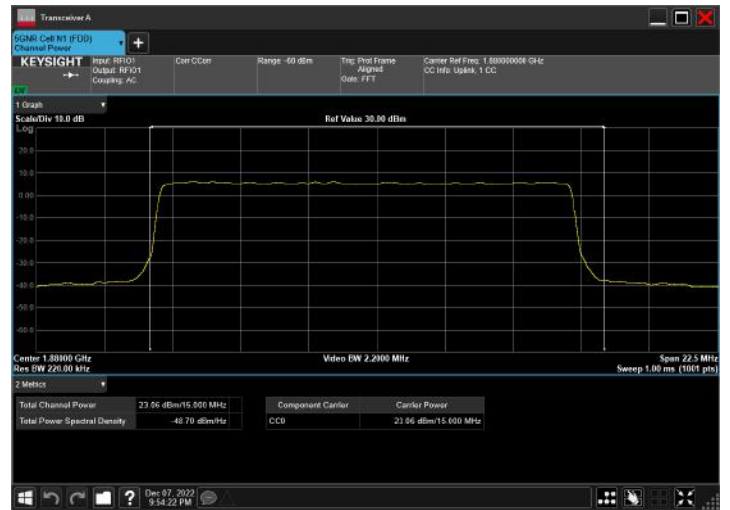 Transceiver A
5GNR Cell N1 (FDD)
Channel Power
KEYSIGHT
Input: RFIO1
Output: RFIO1
Coupling: AC
Corr CCorr
Range -60 dBm
Trig: Prot Frame
Aligned
Gate: FFT
Carrier Ref Freq: 1.880000000 GHz
CC Info: Uplink, 1 CC
1 Graph
Scale/Div 10.0 dB
Ref Value 30.00 dBm
Log
20.0
10.0
0.00
-10.0
-20.0
-30.0
-40.0
-50.0
-60.0
Center 1.88000 GHz
Video BW 2.2000 MHz
Span 22.5 MHz
Res BW 220.00 kHz
Sweep 1.00 ms (1001 pts)
2 Metrics
Total Channel Power 23.06 dBm/15.000 MHz
Total Power Spectral Density -48.70 dBm/Hz
Component Carrier Carrier Power
CC0 23.06 dBm/15.000 MHz
Dec 07, 2022
9:54:22 PM